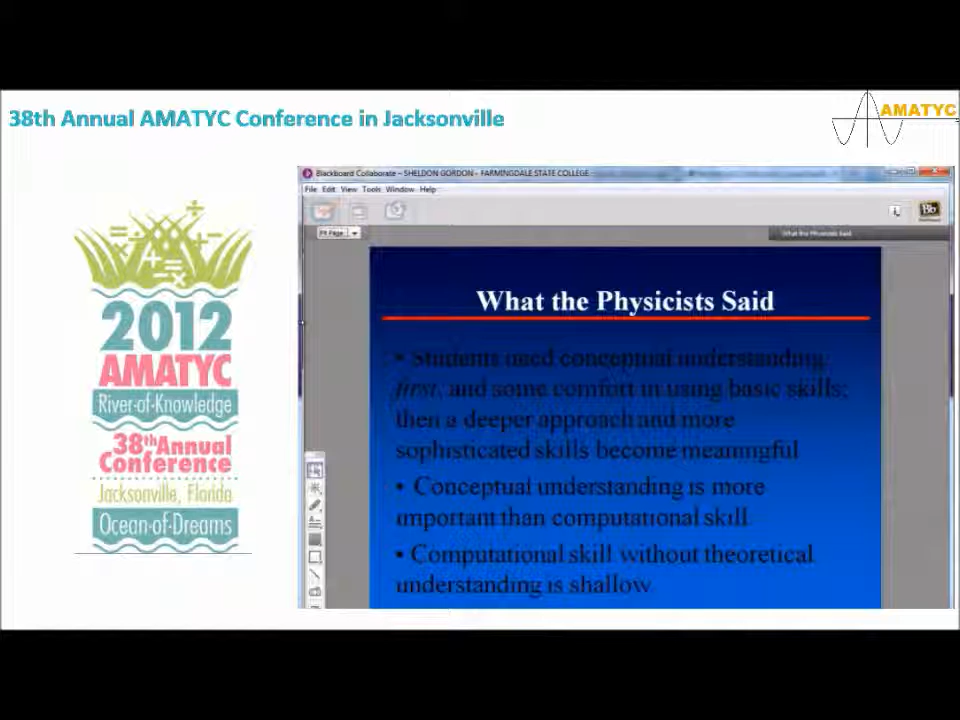 38th Annual AMATYC Conference in Jacksonville
AMATYC
2012
AMATYC
River-of-Knowledge
38th Annual
Conference
Jacksonville, Florida
Ocean-of-Dreams
Blackboard Collaborate – SHELDON GORDON - FARMINGDALE STATE COLLEGE -
File Edit View Tools Window Help
Bb
Fit Page
What the Physicists Said
What the Physicists Said
• Students need conceptual understanding
first, and some comfort in using basic skills;
then a deeper approach and more
sophisticated skills become meaningful
• Conceptual understanding is more
important than computational skill
• Computational skill without theoretical
understanding is shallow